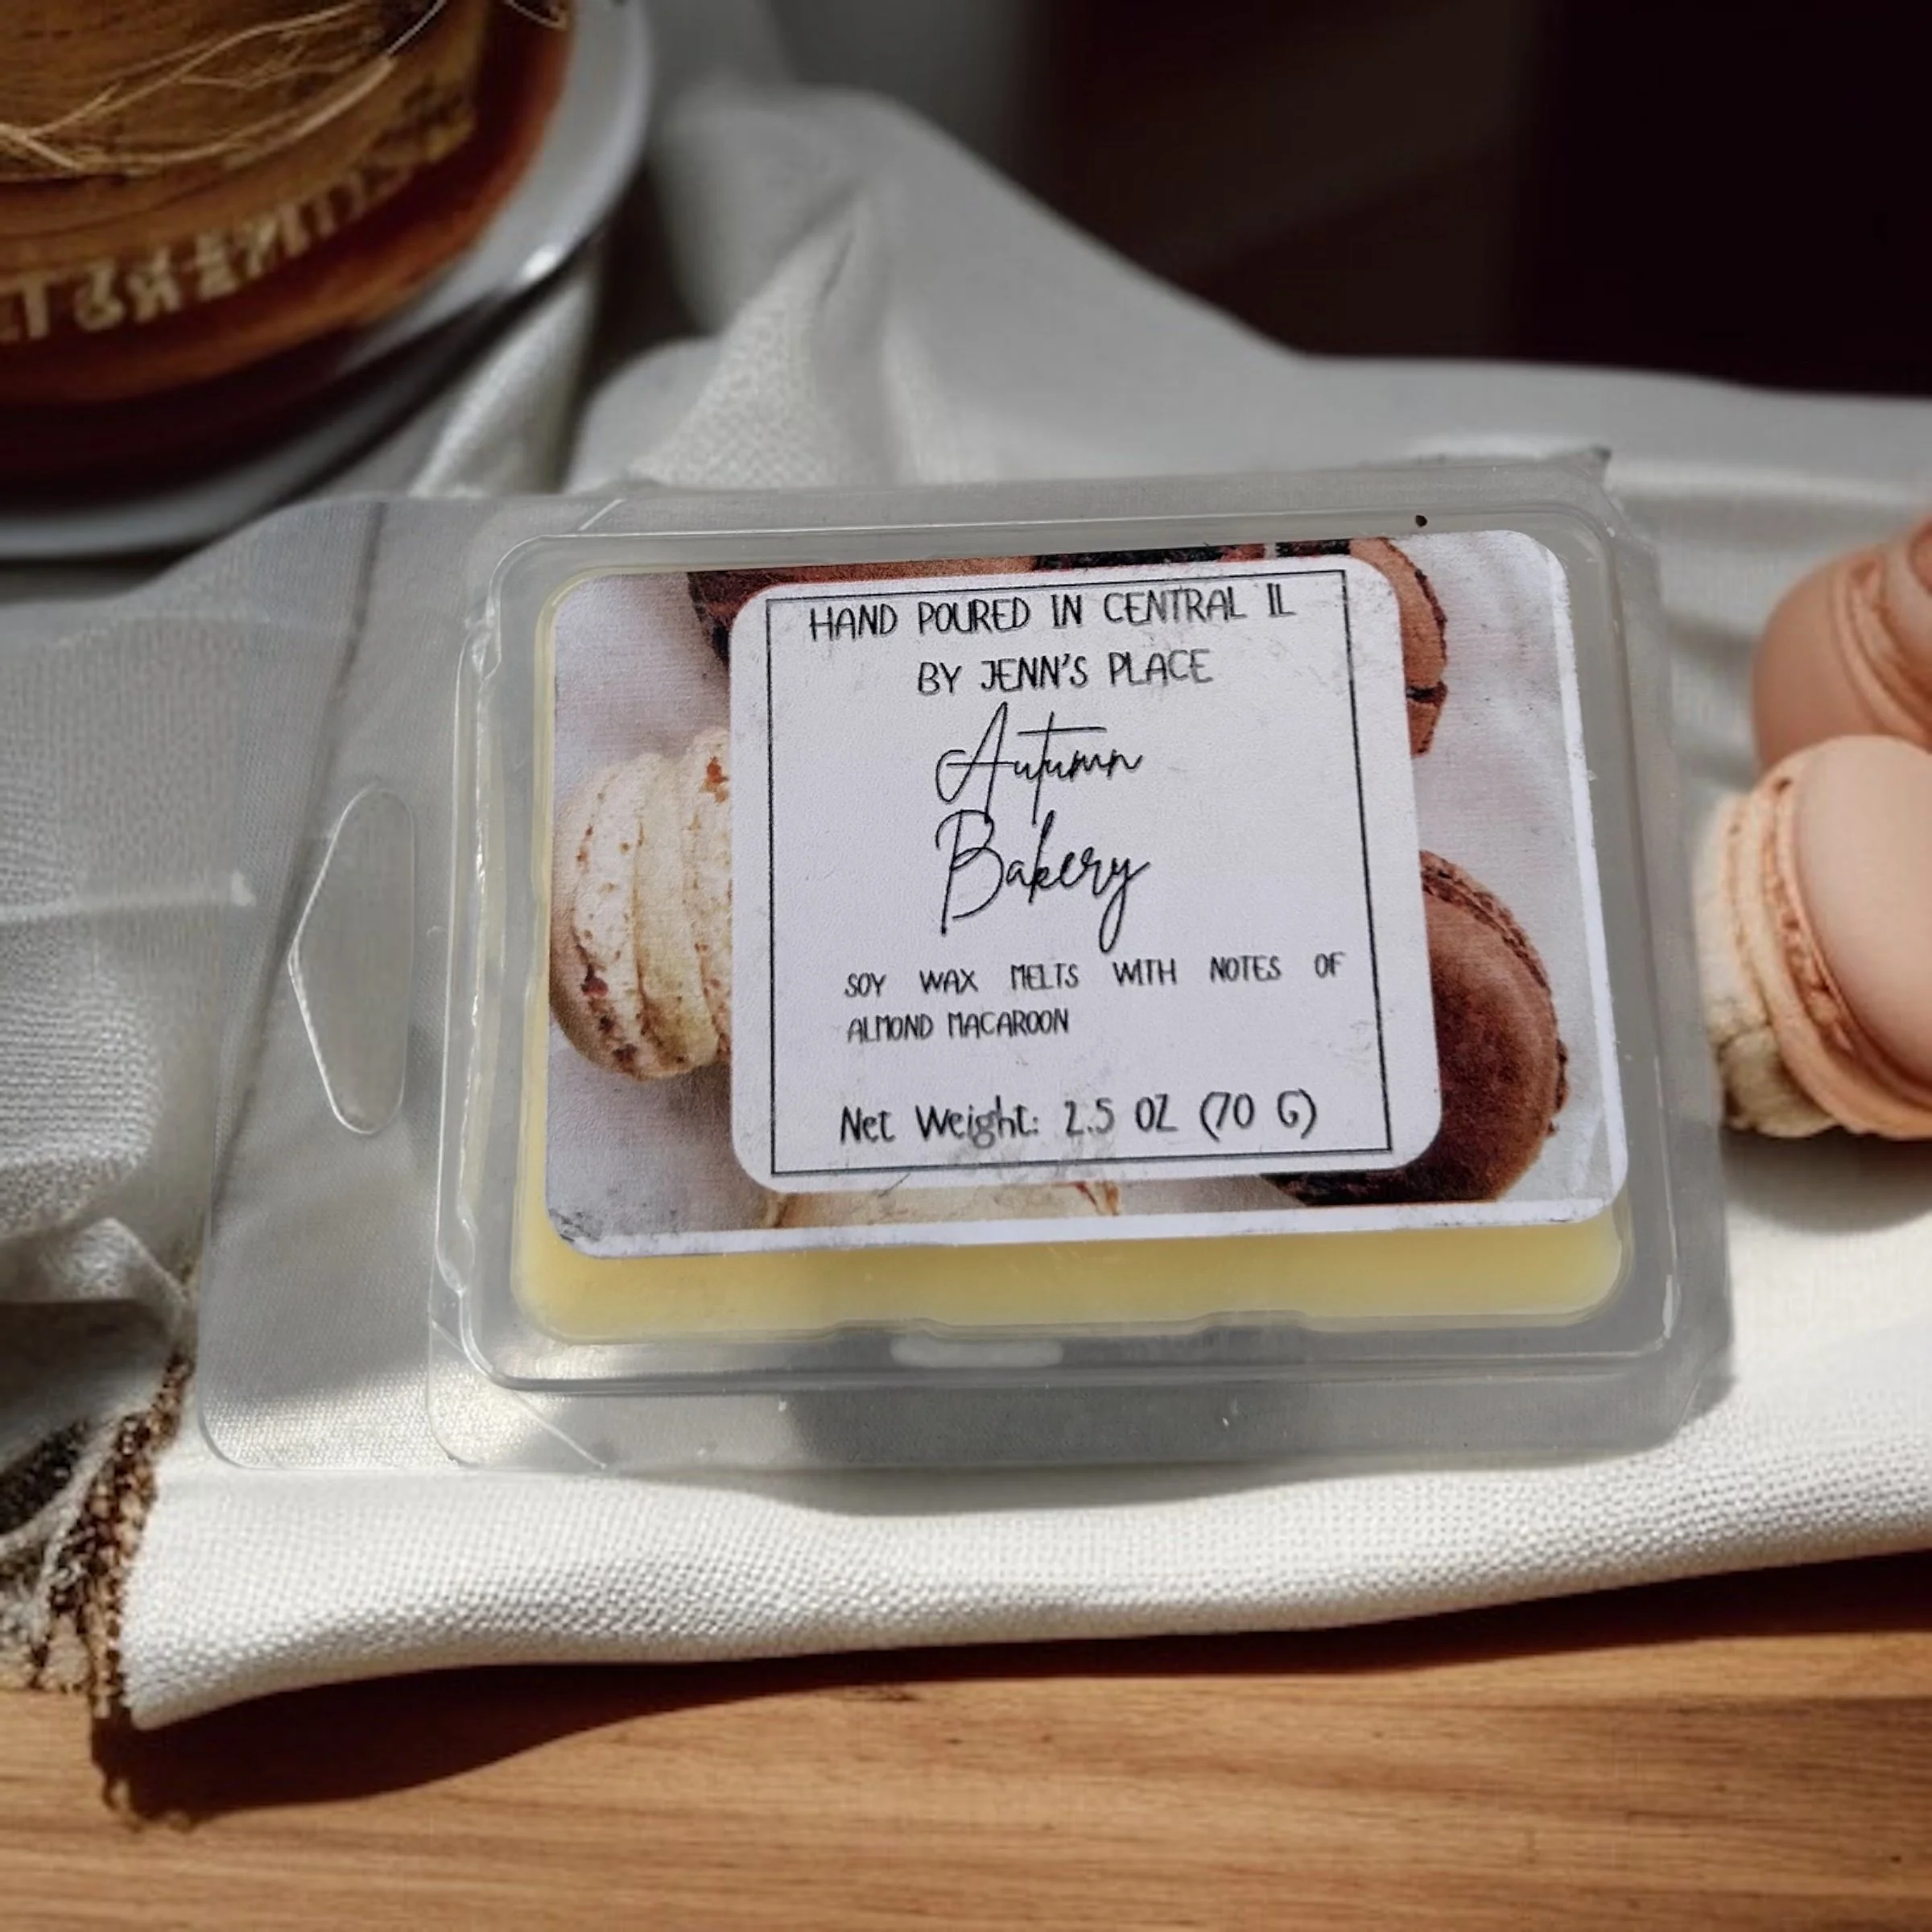 HAND POURED IN CENTRAL IL
BY JENN'S PLACE
Autumn
Bakery
SOY WAX MELTS WITH NOTES OF
ALMOND MACAROON
Net Weight: 2.5 OZ (70 G)